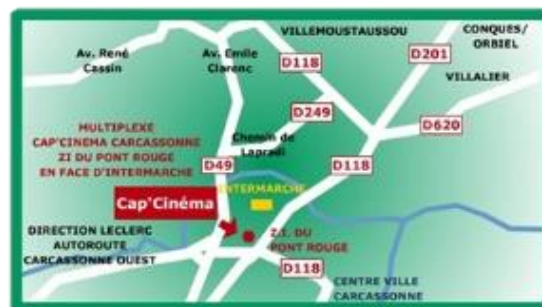 VILLEMOUSTAUSSOU
CONQUES/
ORBIEL
Av. René
Cassin
Av. Emile
Clarenc
D118
D201
VILLALIER
D249
D620
MULTIPLEXE
CAP'CINEMA CARCASSONNE
ZI DU PONT ROUGE
EN FACE D'INTERMARCHE
Chemin de
Lapradi
D49
D118
INTERMARCHE
Cap'Cinéma
DIRECTION LECLERC
AUTOROUTE
CARCASSONNE OUEST
Z.I. DU
PONT ROUGE
D118
CENTRE VILLE
CARCASSONNE